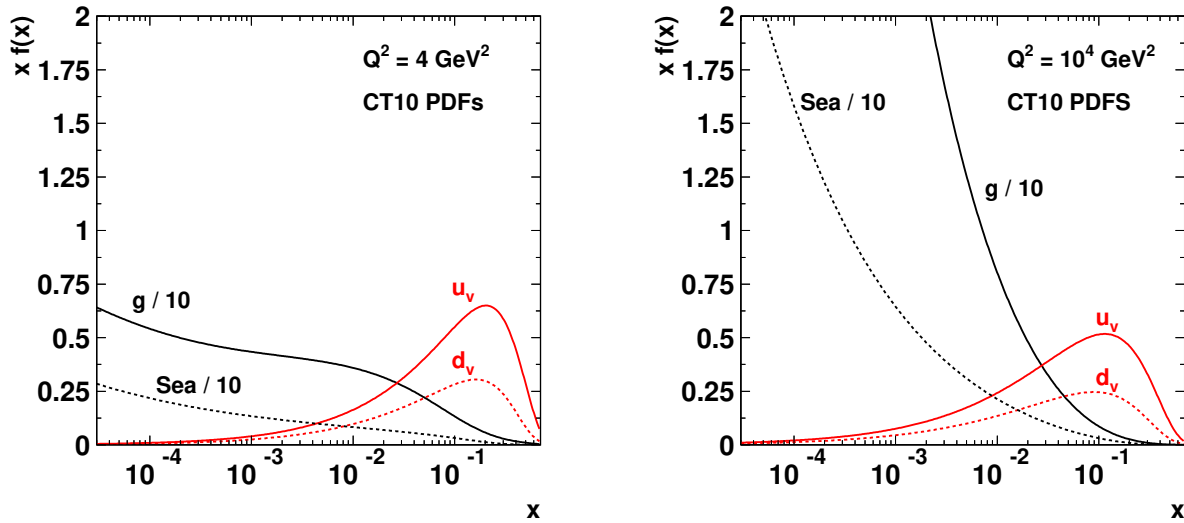 x f(x)
2
1.75
1.5
1.25
1
0.75
0.5
0.25
0
Q² = 4 GeV²
CT10 PDFs
g / 10
Sea / 10
u_v
d_v
10⁻⁴ 10⁻³ 10⁻² 10⁻¹
x
x f(x)
2
1.75
1.5
1.25
1
0.75
0.5
0.25
0
Q² = 10⁴ GeV²
CT10 PDFS
Sea / 10
g / 10
u_v
d_v
10⁻⁴ 10⁻³ 10⁻² 10⁻¹
x